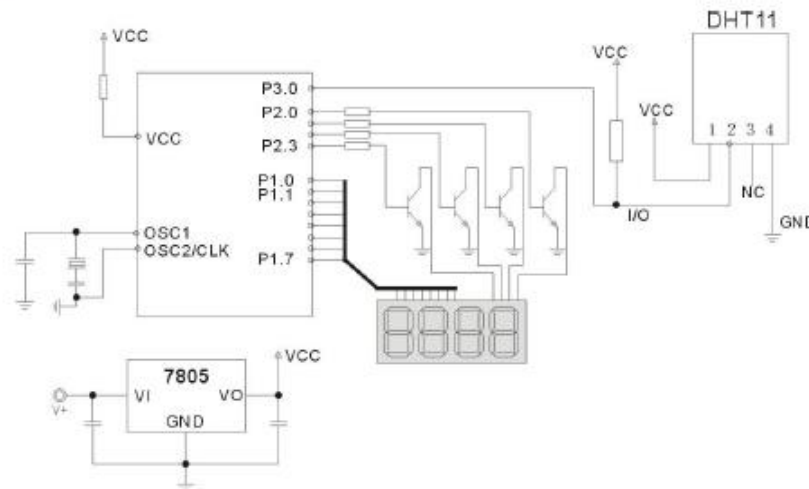 DHT11
VCC
VCC
P3.0
P2.0
VCC
VCC
P2.3
1 2 3 4
P1.0
P1.1
NC
I/O
GND
OSC1
OSC2/CLK
P1.7
VCC
7805
VI VO
V+
GND